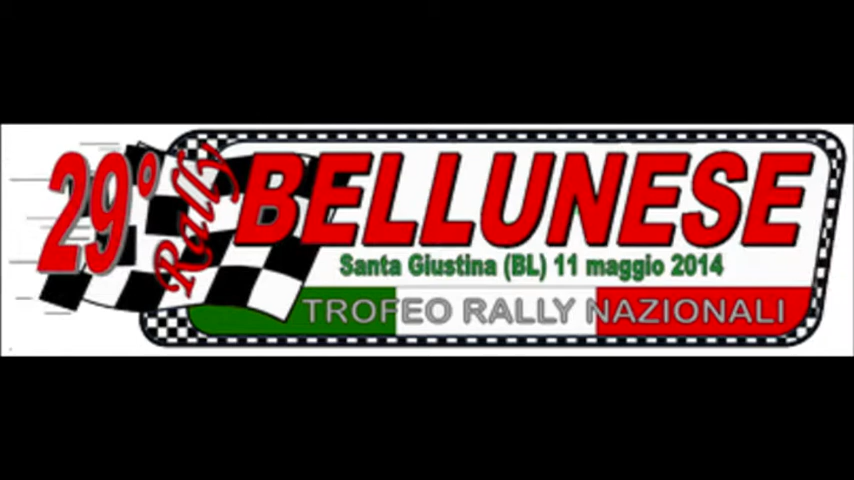 29° Rally BELLUNESE
Santa Giustina (BL) 11 maggio 2014
TROFEO RALLY NAZIONALI